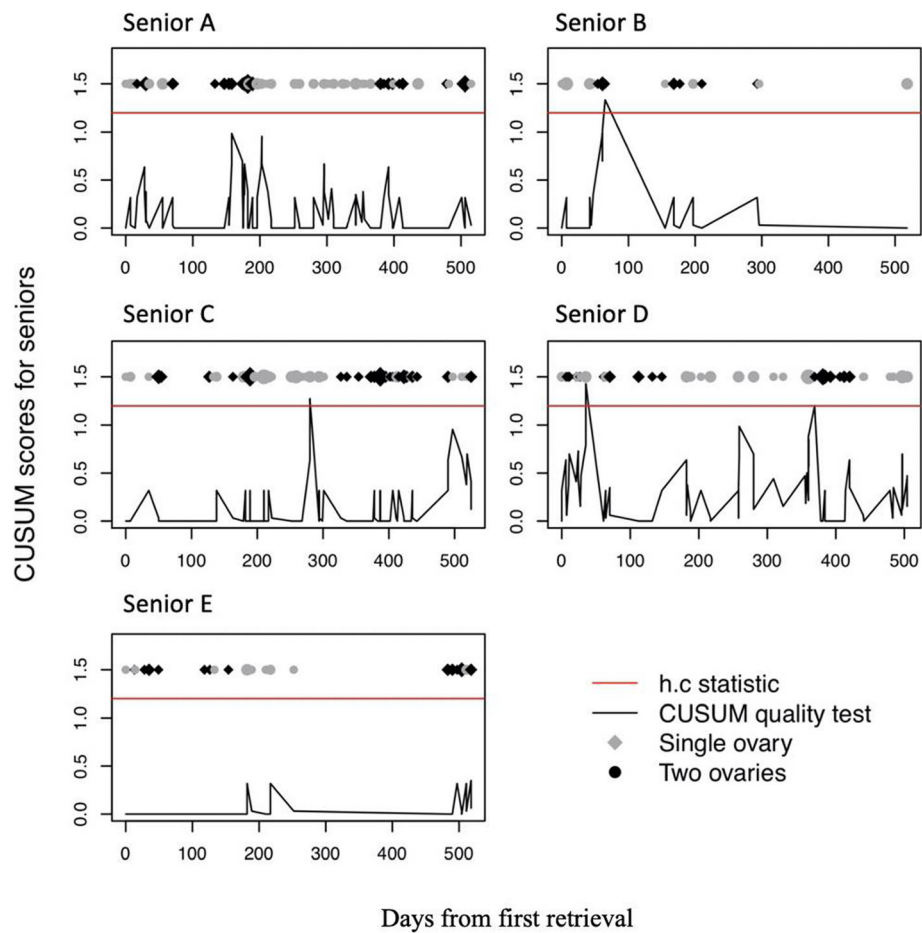 Senior A
Senior B
0.0 0.5 1.0 1.5
0.0 0.5 1.0 1.5
0 100 200 300 400 500
0 100 200 300 400 500
Senior C
Senior D
CUSUM scores for seniors
0.0 0.5 1.0 1.5
0.0 0.5 1.0 1.5
0 100 200 300 400 500
0 100 200 300 400 500
Senior E
0.0 0.5 1.0 1.5
0 100 200 300 400 500
h.c statistic
CUSUM quality test
Single ovary
Two ovaries
Days from first retrieval